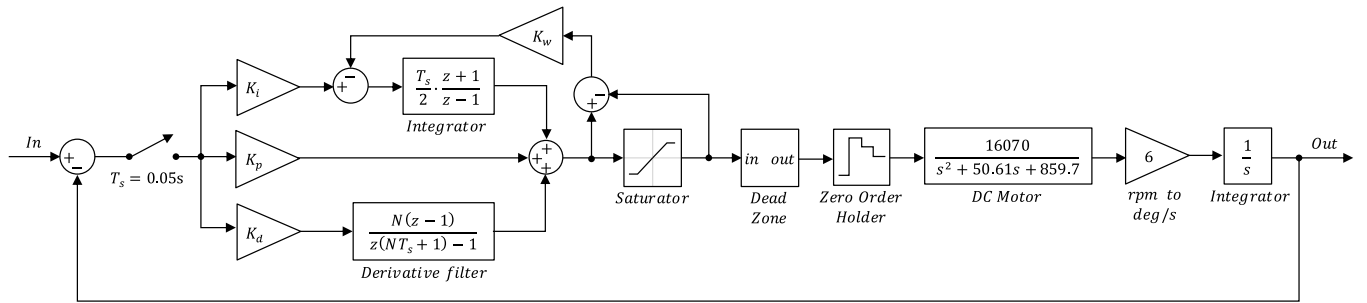 K_w
K_i
+
−
T_s/2 · (z + 1)/(z − 1)
Integrator
+
−
In
+
−
T_s = 0.05s
K_p
+
+
+
Saturator
in out
Dead
Zone
Zero Order
Holder
16070/(s² + 50.61s + 859.7)
DC Motor
6
rpm to
deg/s
1/s
Integrator
Out
K_d
N(z − 1)/(z(NT_s + 1) − 1)
Derivative filter